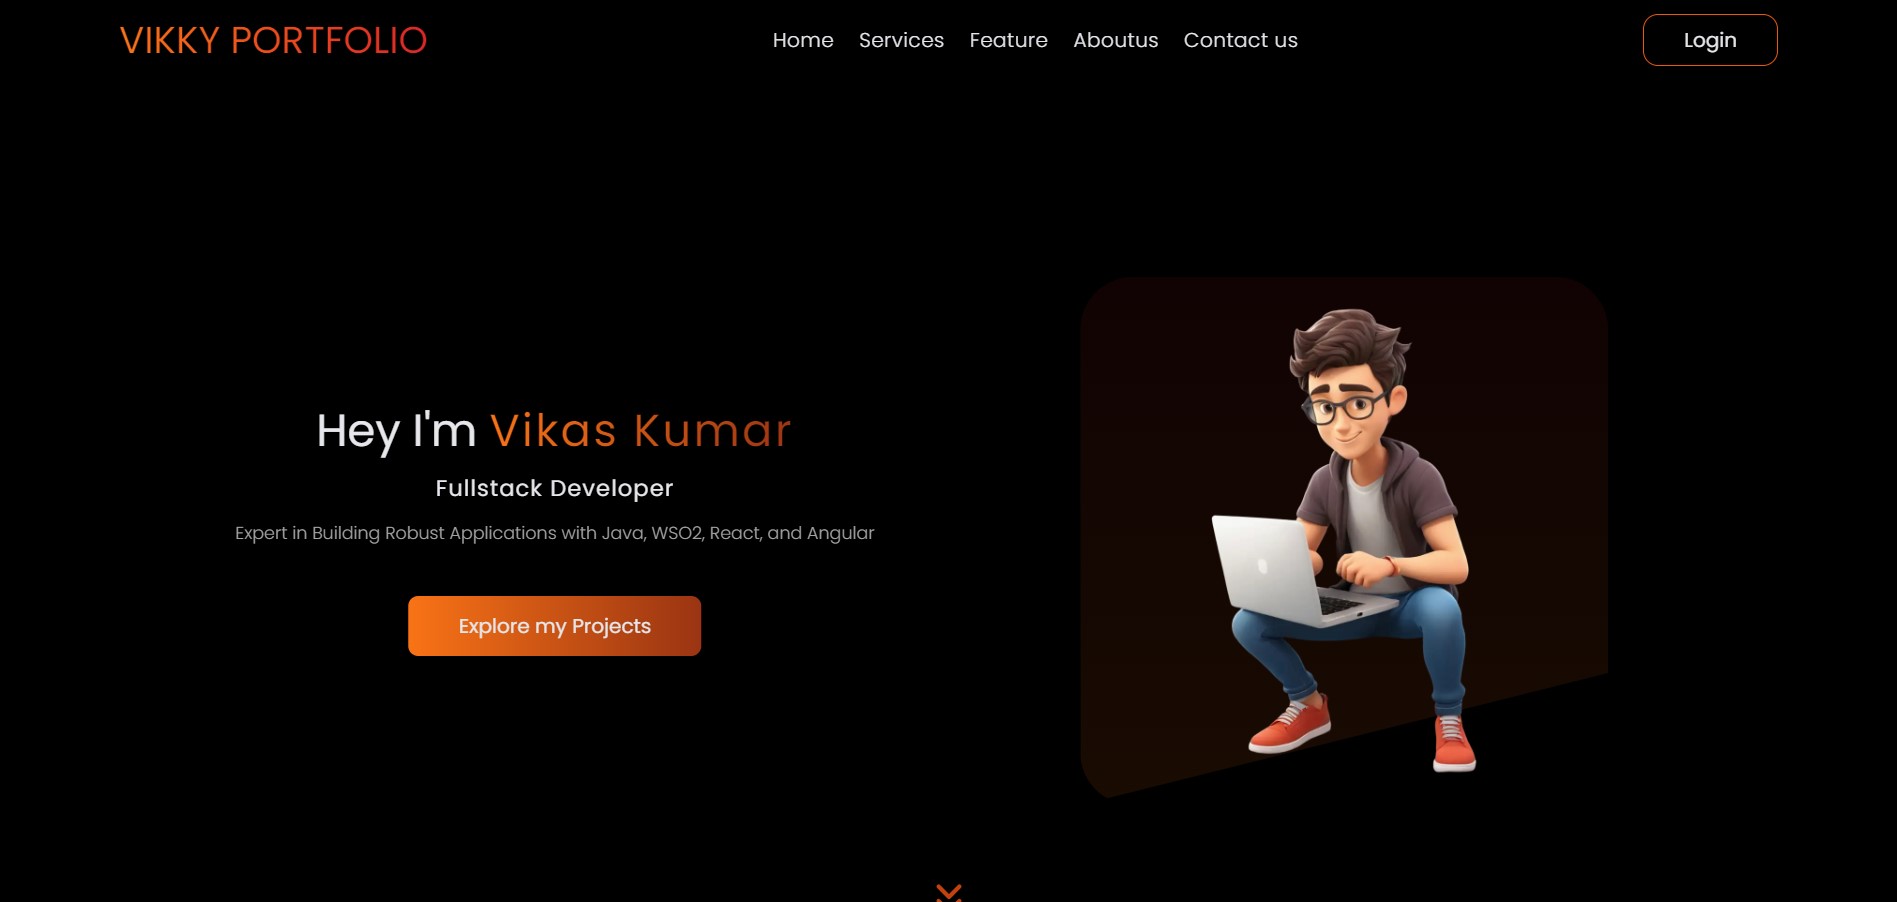 VIKKY PORTFOLIO
Home Services Feature Aboutus Contact us
Login
Hey I'm Vikas Kumar
Fullstack Developer
Expert in Building Robust Applications with Java, WSO2, React, and Angular
Explore my Projects